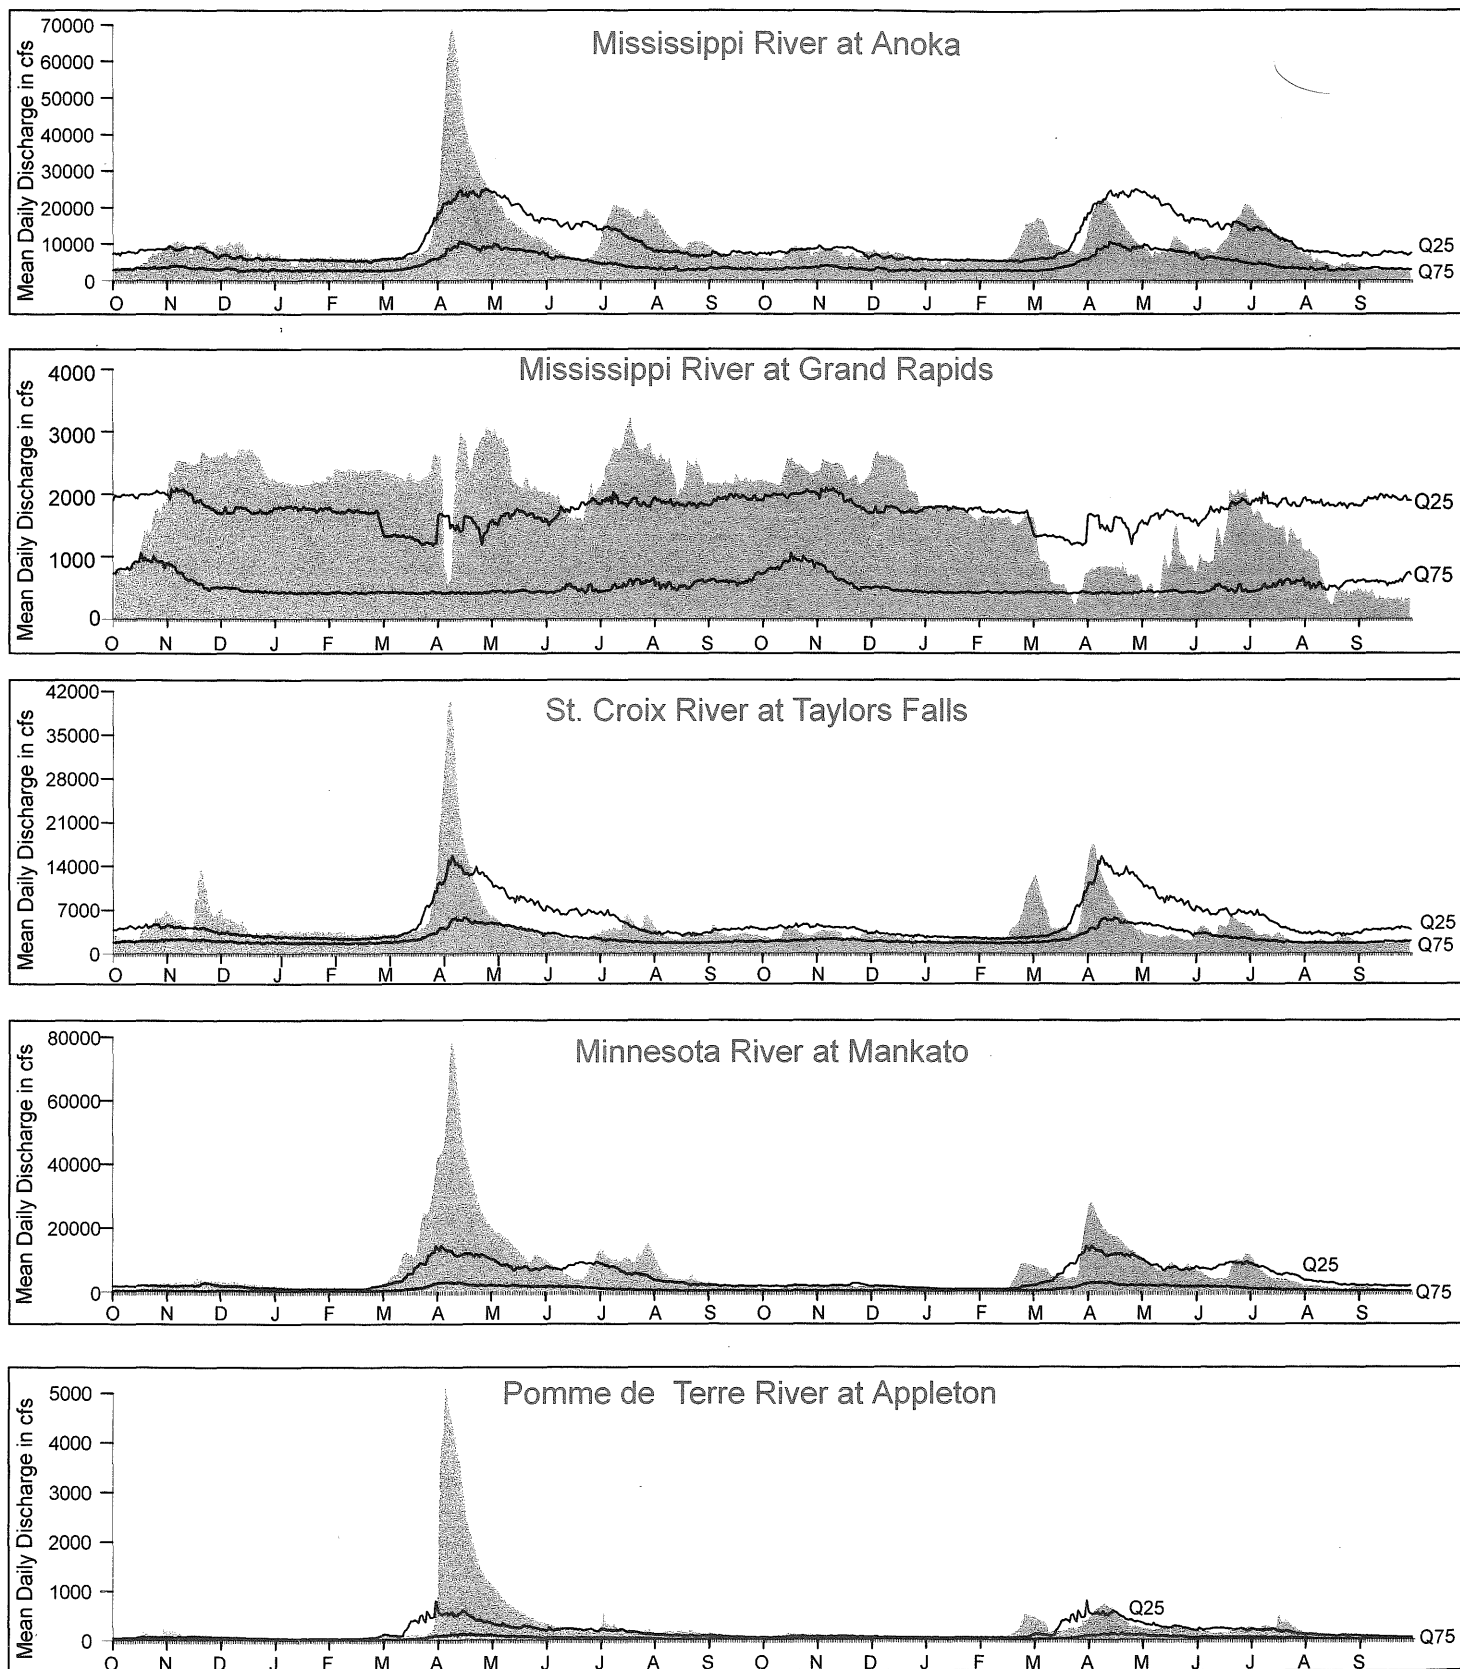 Mississippi River at Anoka
Mean Daily Discharge in cfs
70000
60000
50000
40000
30000
20000
10000
0
Q25
Q75
O N D J F M A M J J A S O N D J F M A M J J A S
Mississippi River at Grand Rapids
Mean Daily Discharge in cfs
4000
3000
2000
1000
0
Q25
Q75
O N D J F M A M J J A S O N D J F M A M J J A S
St. Croix River at Taylors Falls
Mean Daily Discharge in cfs
42000
35000
28000
21000
14000
7000
0
Q25
Q75
O N D J F M A M J J A S O N D J F M A M J J A S
Minnesota River at Mankato
Mean Daily Discharge in cfs
80000
60000
40000
20000
0
Q25
Q75
O N D J F M A M J J A S O N D J F M A M J J A S
Pomme de Terre River at Appleton
Mean Daily Discharge in cfs
5000
4000
3000
2000
1000
0
Q25
Q75
O N D J F M A M J J A S O N D J F M A M J J A S